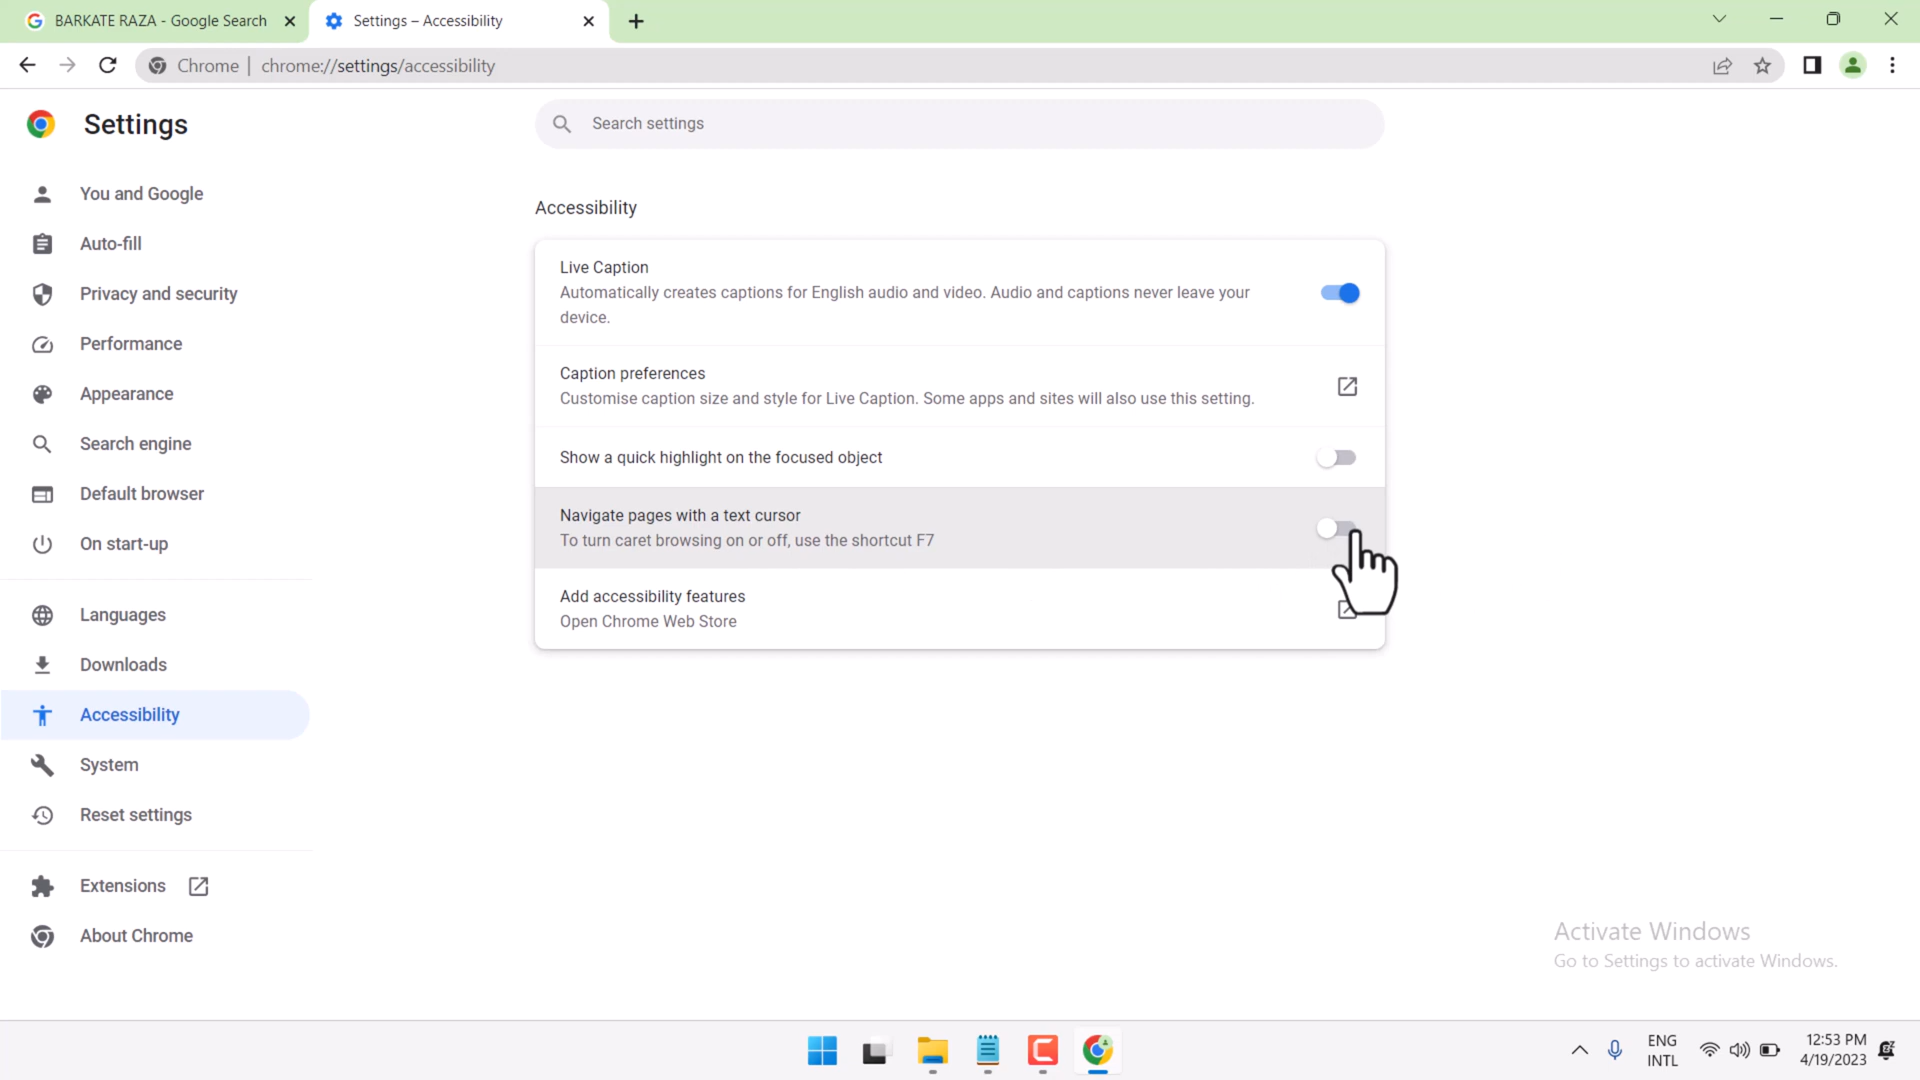 BARKATE RAZA - Google Search
Settings – Accessibility
Chrome | chrome://settings/accessibility
Settings
Search settings
You and Google
Auto-fill
Privacy and security
Performance
Appearance
Search engine
Default browser
On start-up
Languages
Downloads
Accessibility
System
Reset settings
Extensions
About Chrome
Accessibility
Live Caption
Automatically creates captions for English audio and video. Audio and captions never leave your
device.
Caption preferences
Customise caption size and style for Live Caption. Some apps and sites will also use this setting.
Show a quick highlight on the focused object
Navigate pages with a text cursor
To turn caret browsing on or off, use the shortcut F7
Add accessibility features
Open Chrome Web Store
Activate Windows
Go to Settings to activate Windows.
ENG
INTL
12:53 PM
4/19/2023